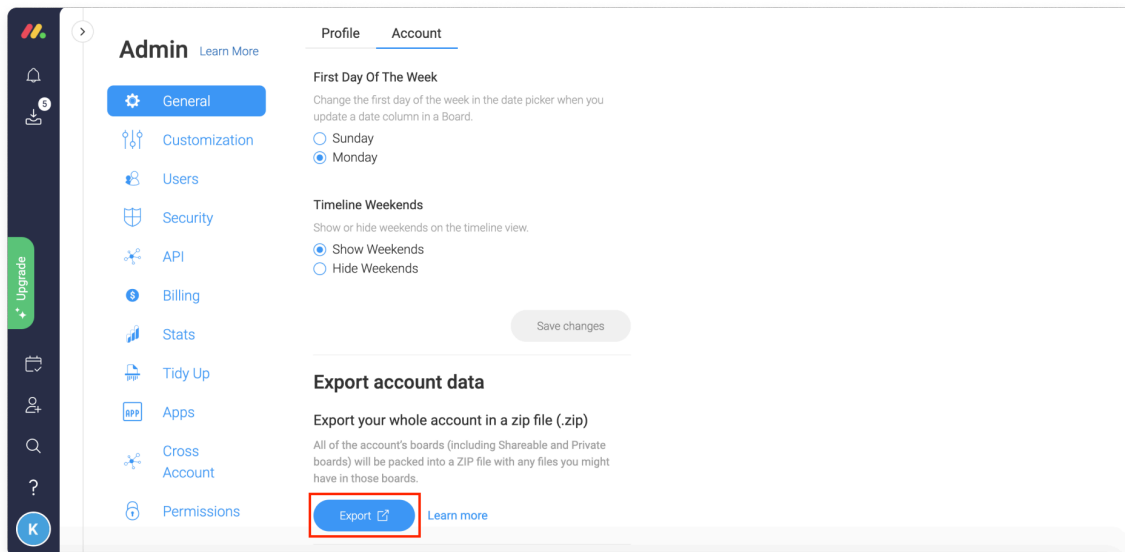 Admin Learn More
5
General
Customization
Users
Security
API
Billing
Stats
Tidy Up
APP Apps
Cross
Account
Permissions
Upgrade
?
K
Profile Account
First Day Of The Week
Change the first day of the week in the date picker when you
update a date column in a Board.
Sunday
Monday
Timeline Weekends
Show or hide weekends on the timeline view.
Show Weekends
Hide Weekends
Save changes
Export account data
Export your whole account in a zip file (.zip)
All of the account's boards (including Shareable and Private
boards) will be packed into a ZIP file with any files you might
have in those boards.
Export Learn more